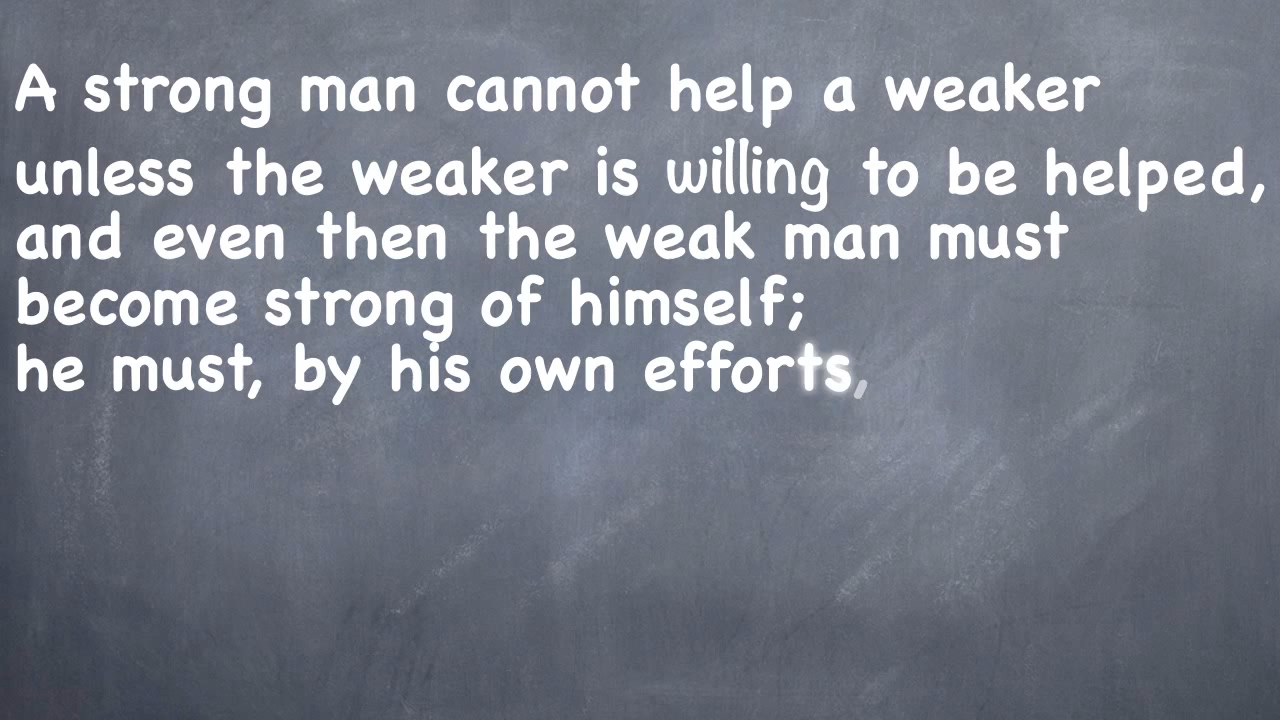 A strong man cannot help a weaker
unless the weaker is willing to be helped,
and even then the weak man must
become strong of himself;
he must, by his own efforts,